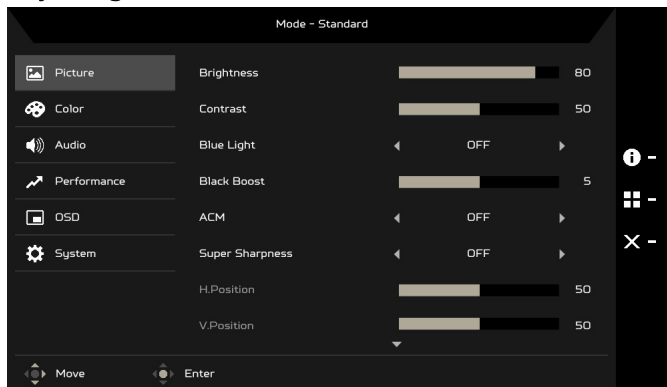 Mode - Standard
Picture
Brightness 80
Color
Contrast 50
Audio
Blue Light OFF
Performance
Black Boost 5
OSD
ACM OFF
System
Super Sharpness OFF
H.Position 50
V.Position 50
Move Enter